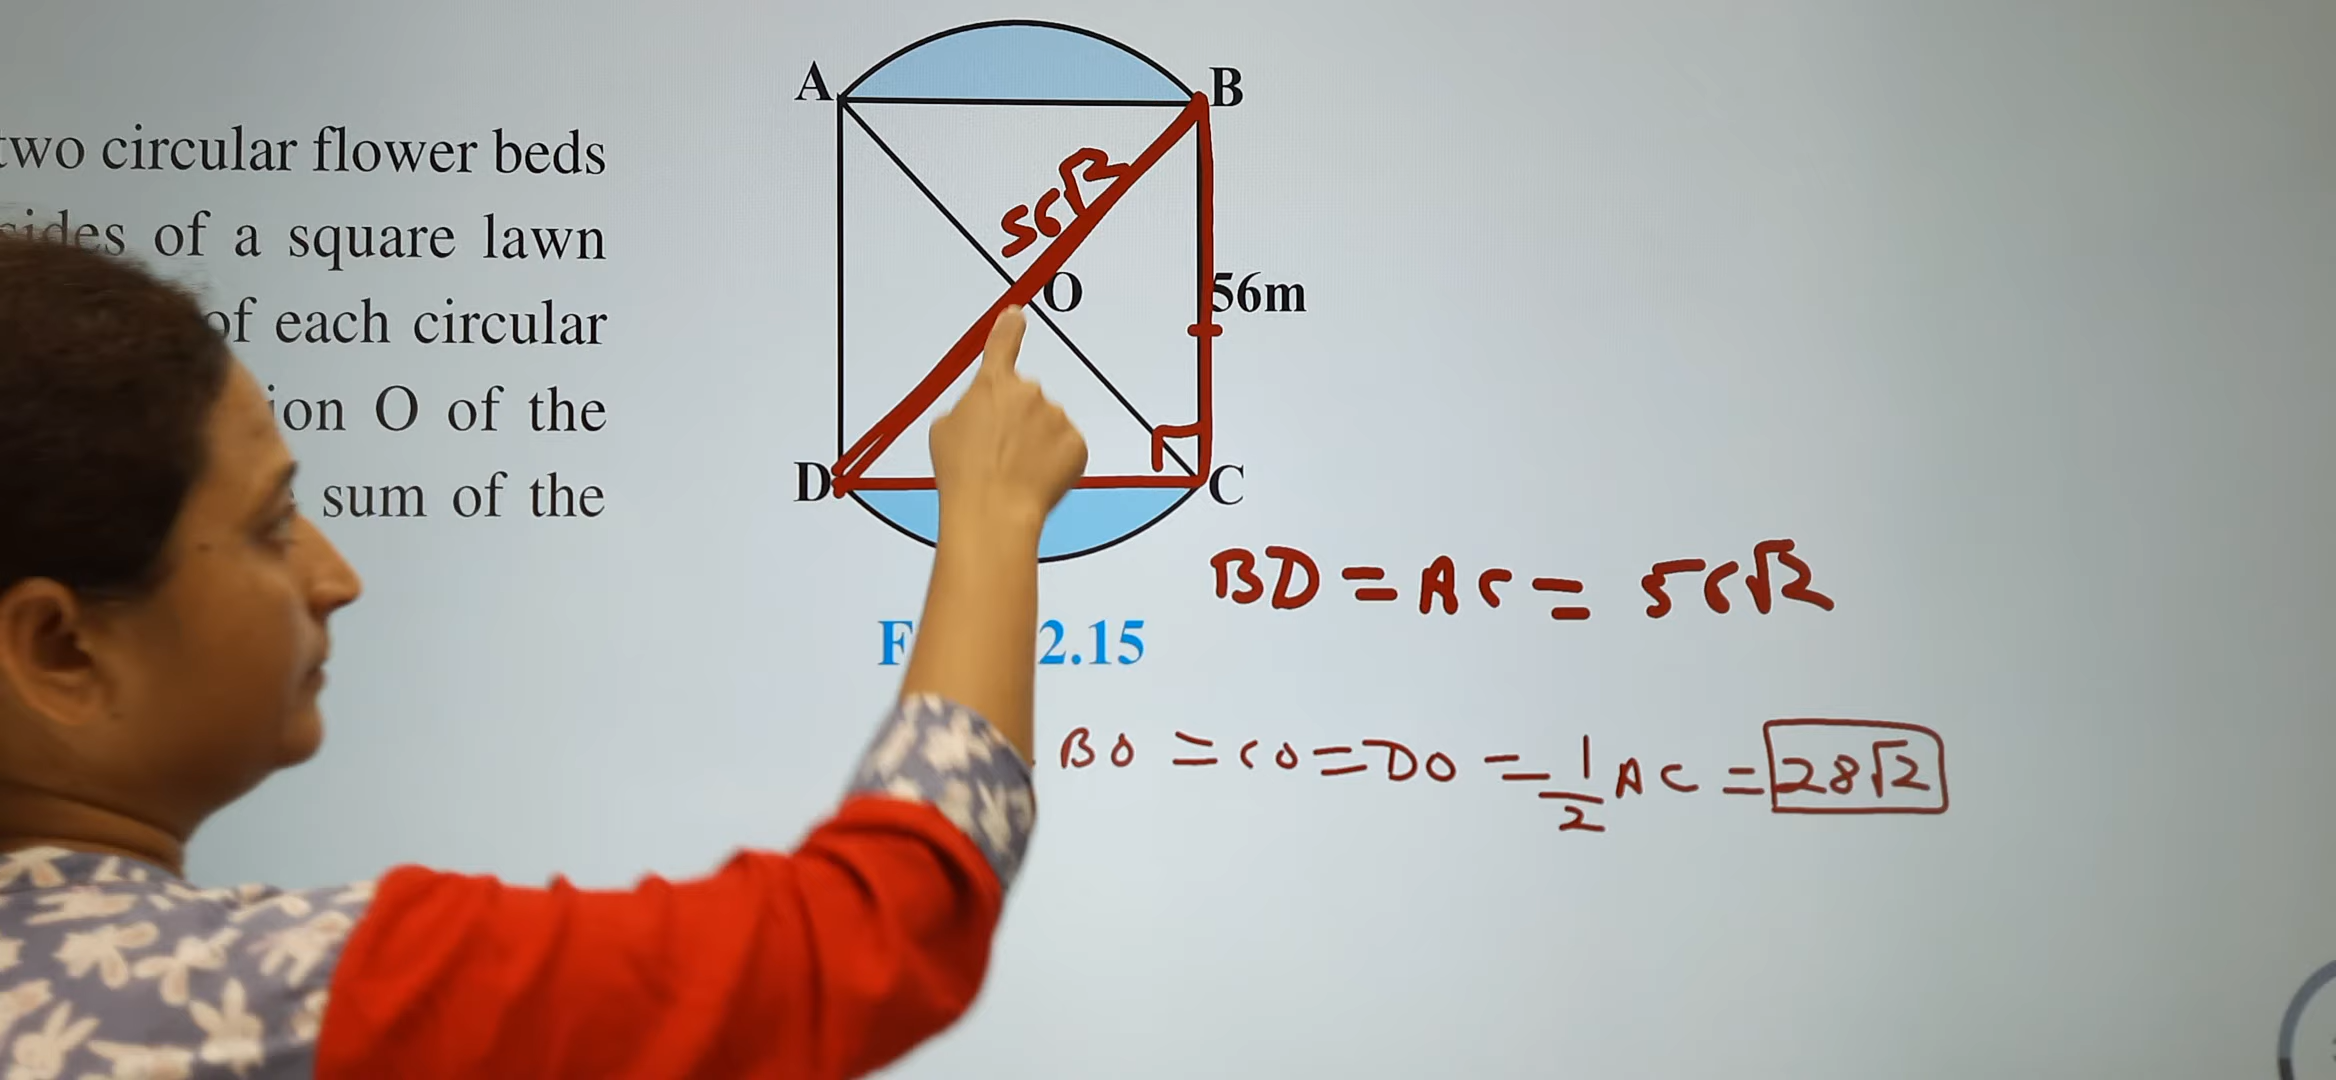 two circular flower beds
sides of a square lawn
of each circular
ion O of the
sum of the
A
B
56√2
O
56m
D
C
BD = AC = 56√2
F 2.15
BO = CO = DO = 1/2 AC = 28√2